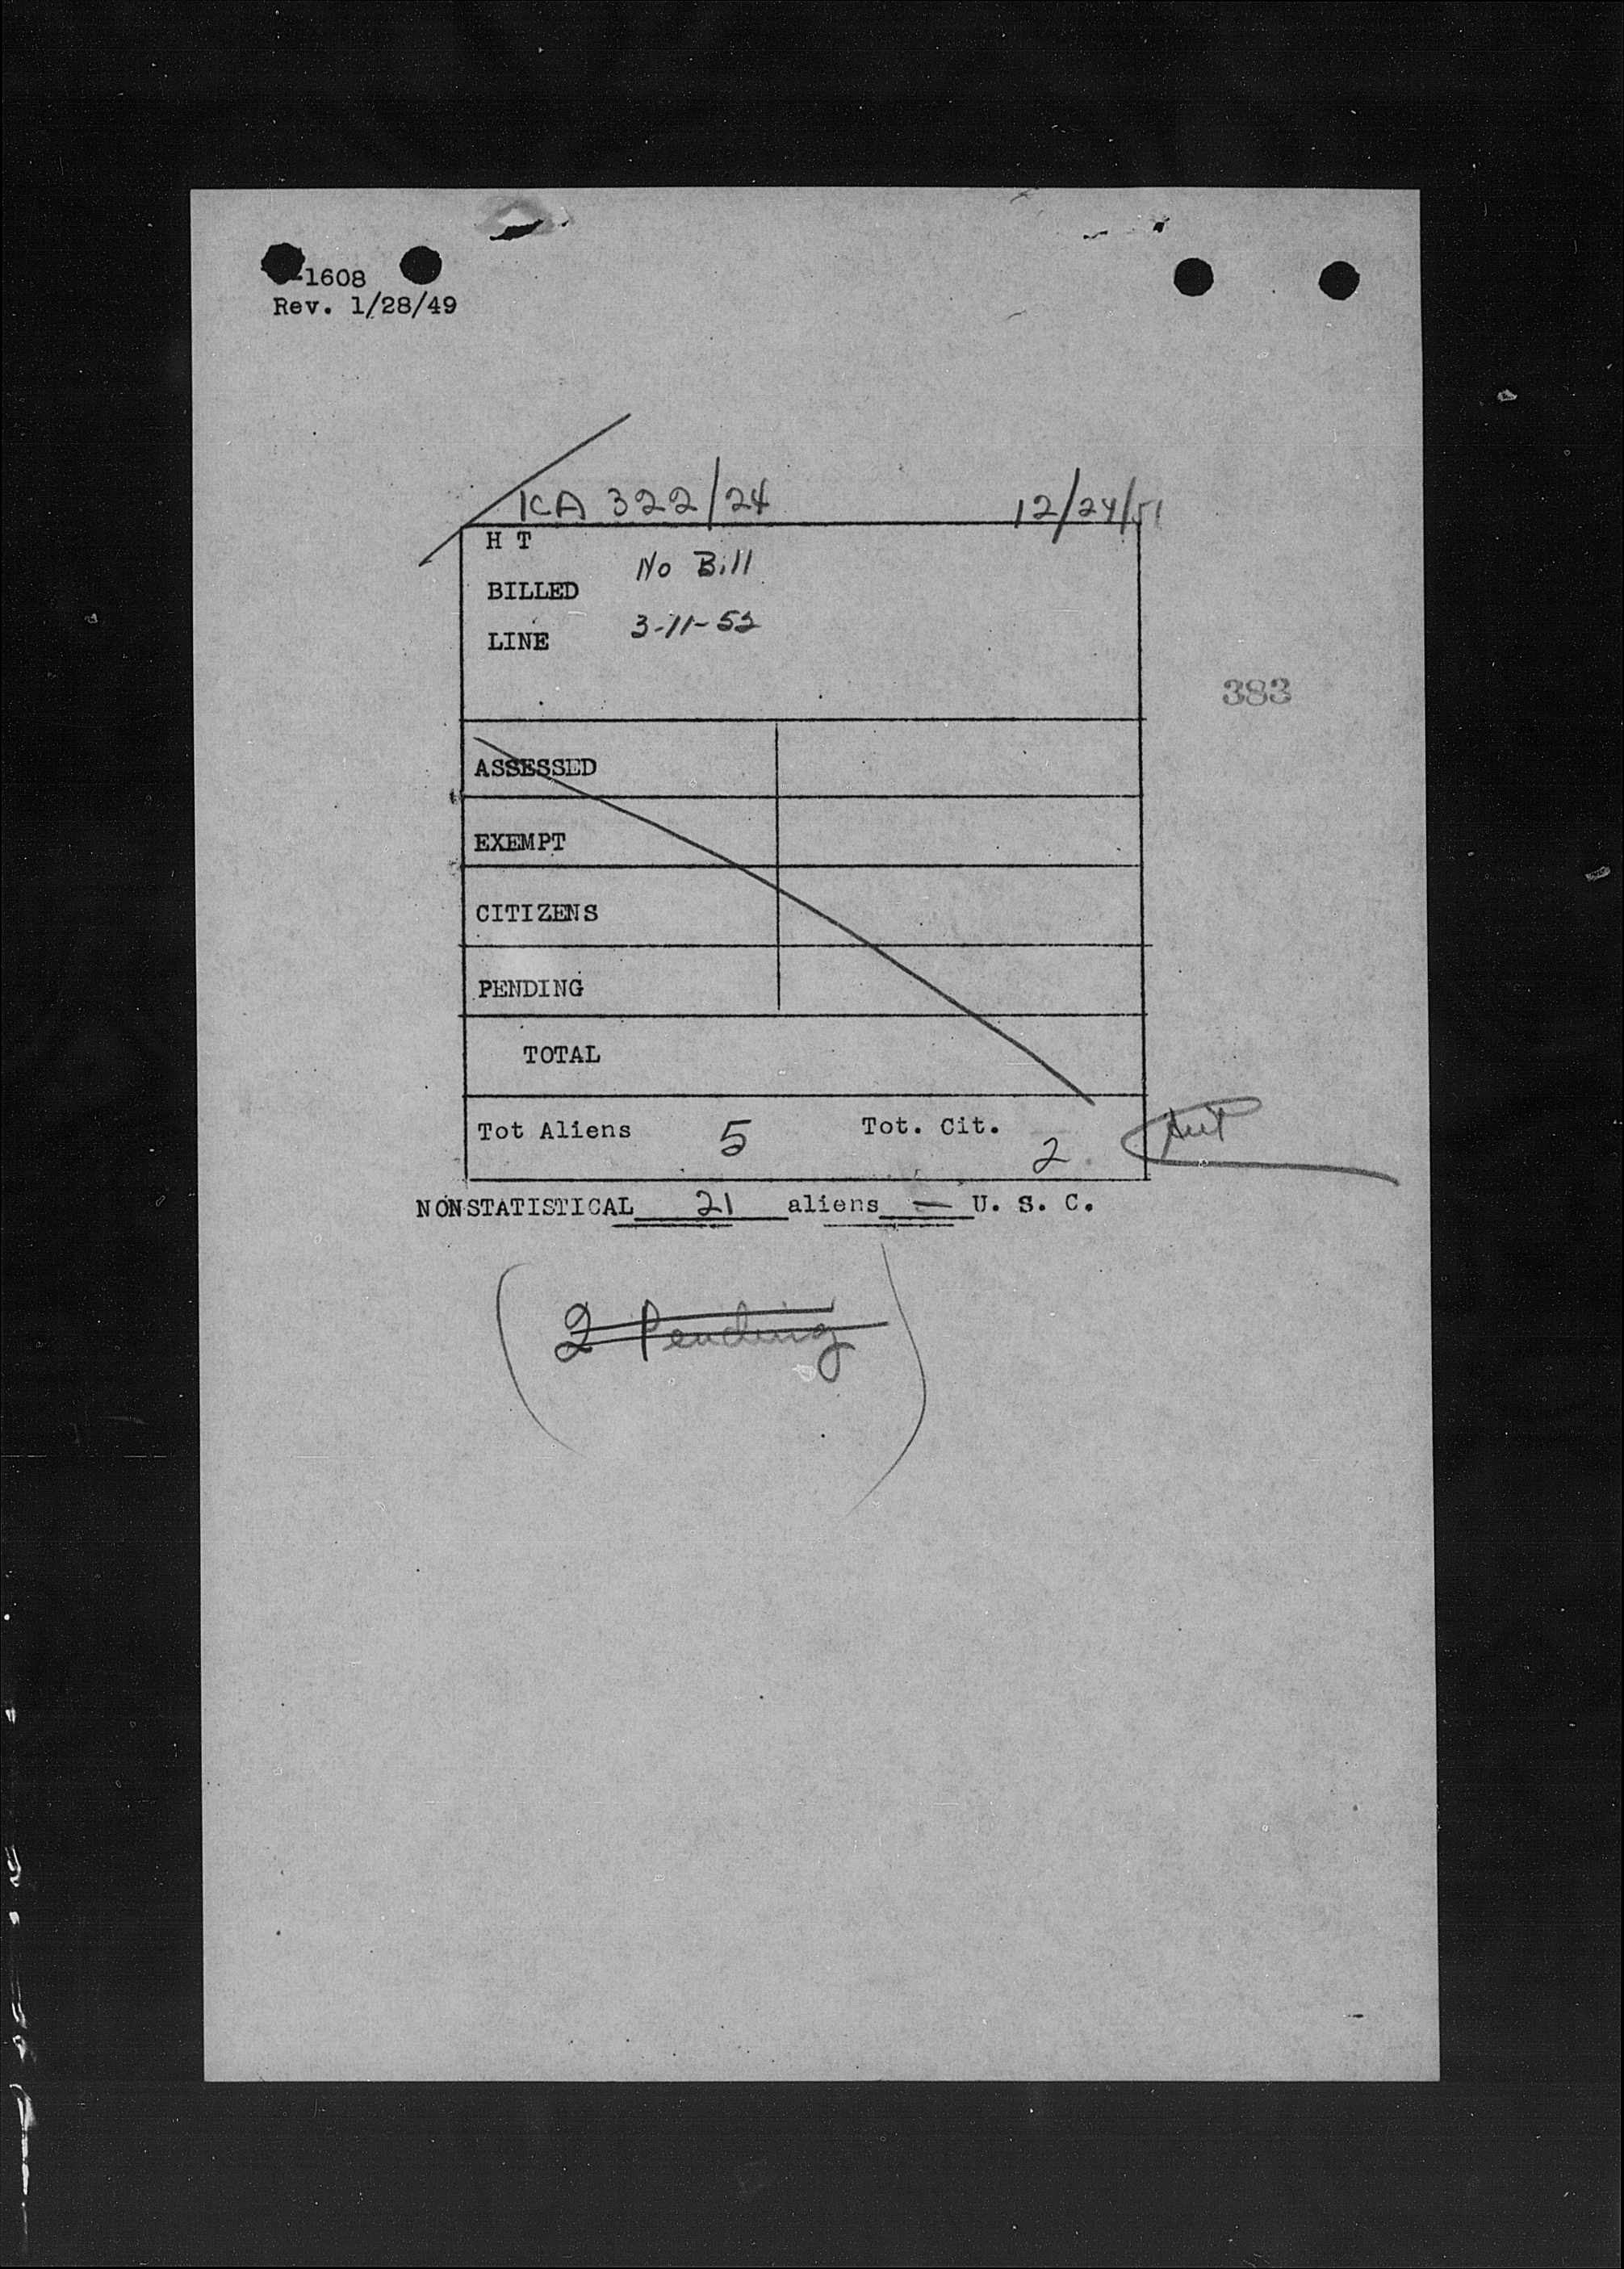 -1608
Rev. 1/28/49
KA 322/24 12/24/51
H T
No Bill
BILLED
3-11-52
LINE
383
ASSESSED
EXEMPT
CITIZENS
PENDING
TOTAL
Tot Aliens 5 Tot. Cit. 2
NONSTATISTICAL 21 aliens — U. S. C.
(2 Pending)